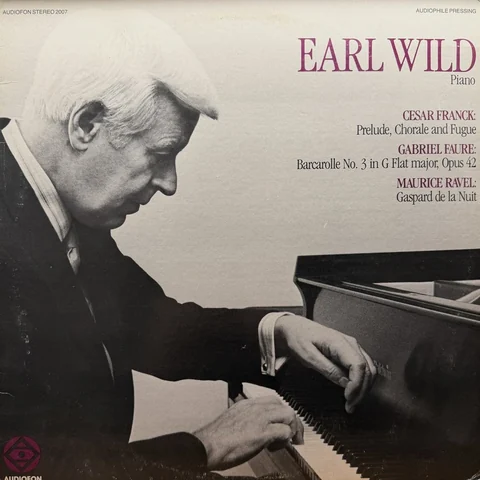 AUDIOFON STEREO 2007
AUDIOPHILE PRESSING
EARL WILD
Piano
CESAR FRANCK:
Prelude, Chorale and Fugue
GABRIEL FAURE:
Barcarolle No. 3 in G Flat major, Opus 42
MAURICE RAVEL:
Gaspard de la Nuit
AUDIOFON